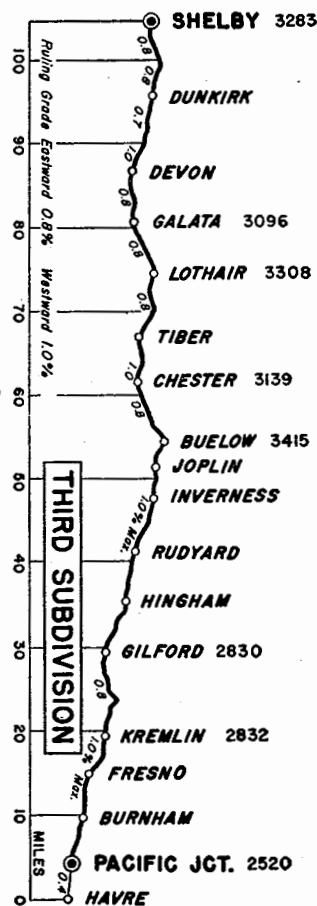 SHELBY 3283
0.8
100
0.8
DUNKIRK
0.7
90
1.0
DEVON
0.8
GALATA 3096
80
0.8
LOTHAIR 3308
0.8
70
TIBER
CHESTER 3139
1.0
60
0.8
BUELOW 3415
JOPLIN
50
INVERNESS
1.0% Max.
RUDYARD
40
HINGHAM
30
GILFORD 2830
0.8
20
KREMLIN 2832
1.0%
Max.
FRESNO
10
BURNHAM
PACIFIC JCT. 2520
0.4
0
HAVRE
MILES
Ruling Grade Eastward 0.8% Westward 1.0%
THIRD SUBDIVISION